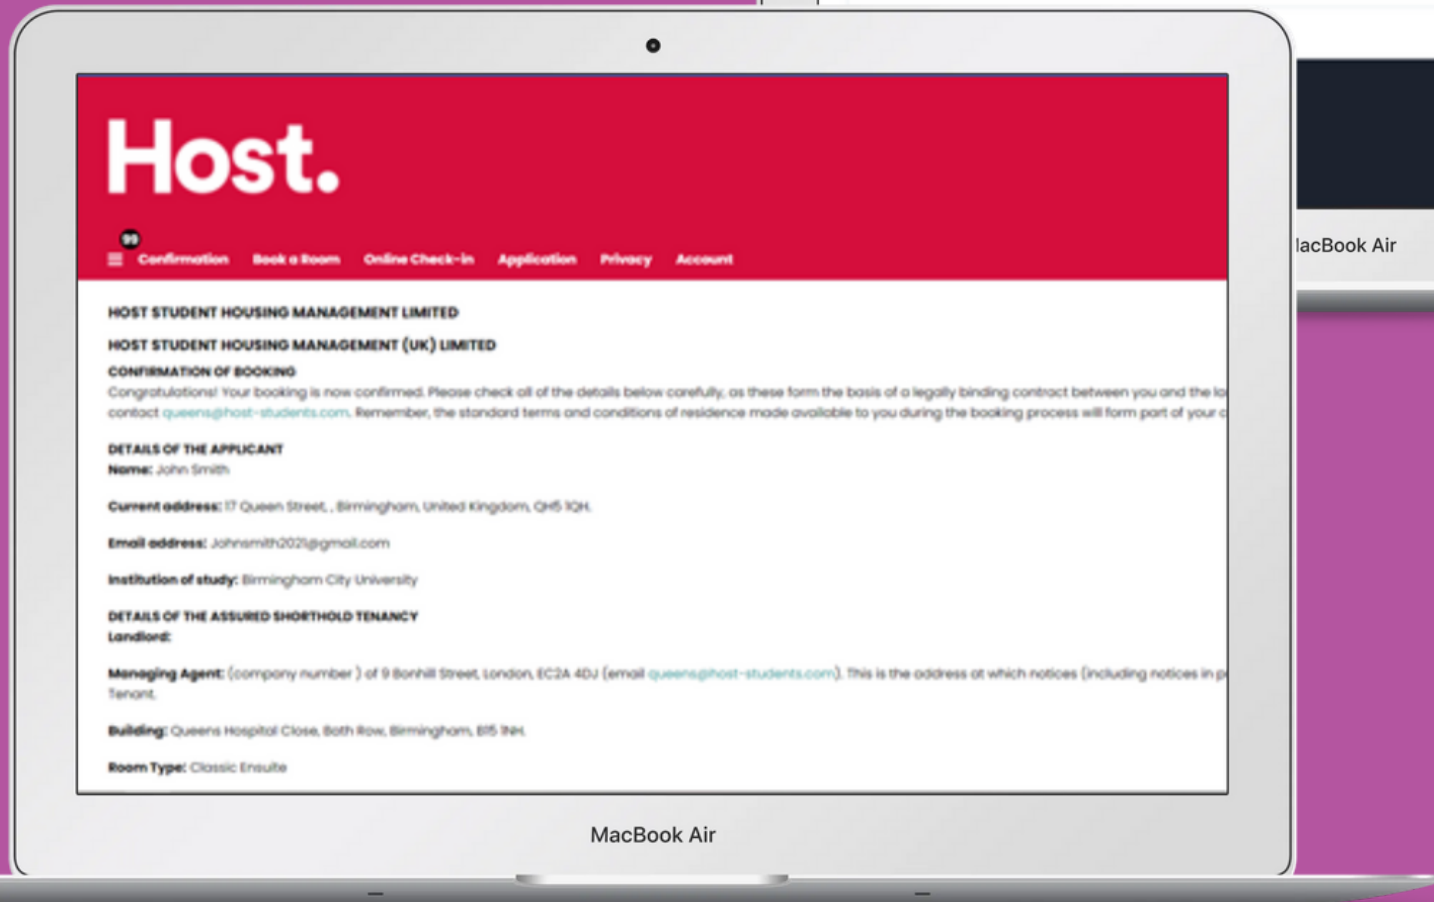 Host.
99
Confirmation Book a Room Online Check-in Application Privacy Account
HOST STUDENT HOUSING MANAGEMENT LIMITED
HOST STUDENT HOUSING MANAGEMENT (UK) LIMITED
CONFIRMATION OF BOOKING
Congratulations! Your booking is now confirmed. Please check all of the details below carefully, as these form the basis of a legally binding contract between you and the
contact queens@host-students.com. Remember, the standard terms and conditions of residence made available to you during the booking process will form part of your
DETAILS OF THE APPLICANT
Name: John Smith
Current address: 17 Queen Street, , Birmingham, United Kingdom, QH5 1QH.
Email address: Johnsmith2021@gmail.com
Institution of study: Birmingham City University
DETAILS OF THE ASSURED SHORTHOLD TENANCY
Landlord:
Managing Agent: (company number ) of 9 Bonhill Street, London, EC2A 4DJ (email queens@host-students.com). This is the address at which notices (including notices in
Tenant.
Building: Queens Hospital Close, Bath Row, Birmingham, B15 1NH.
Room Type: Classic Ensuite
MacBook Air
Air